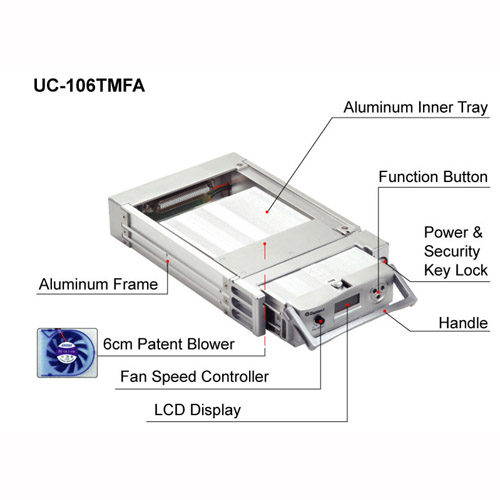 UC-106TMFA
Aluminum Inner Tray
Function Button
Power &
Security
Key Lock
Aluminum Frame
Handle
6cm Patent Blower
Fan Speed Controller
LCD Display